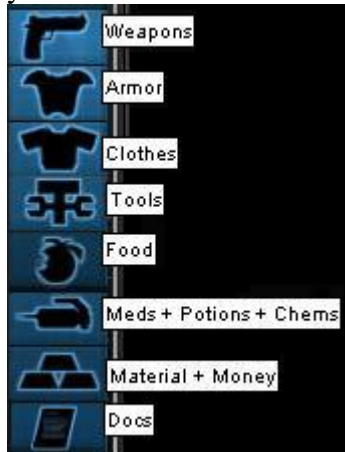 Weapons
Armor
Clothes
Tools
Food
Meds + Potions + Chems
Material + Money
Docs